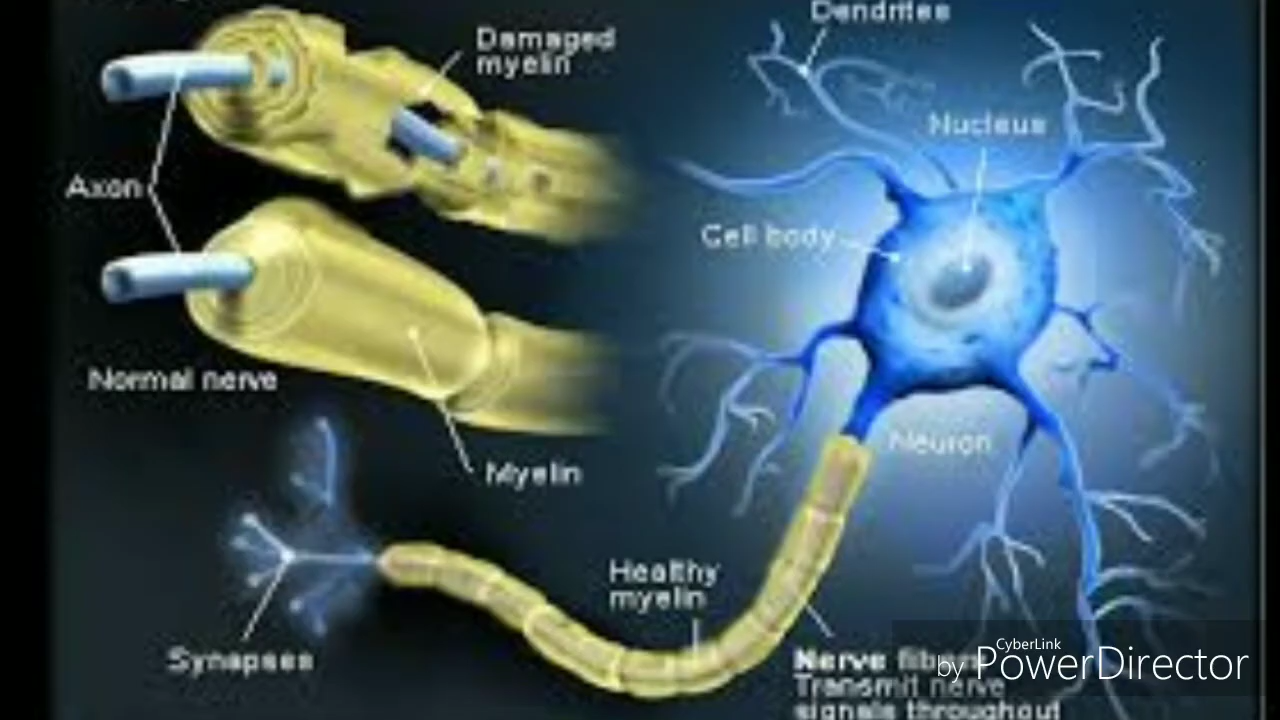 Dendrites
Damaged
myelin
Nucleus
Axon
Cell body
Normal nerve
Neuron
Myelin
Healthy
myelin
Synapses
Nerve fibers
Transmit nerve
signals throughout
CyberLink
by PowerDirector